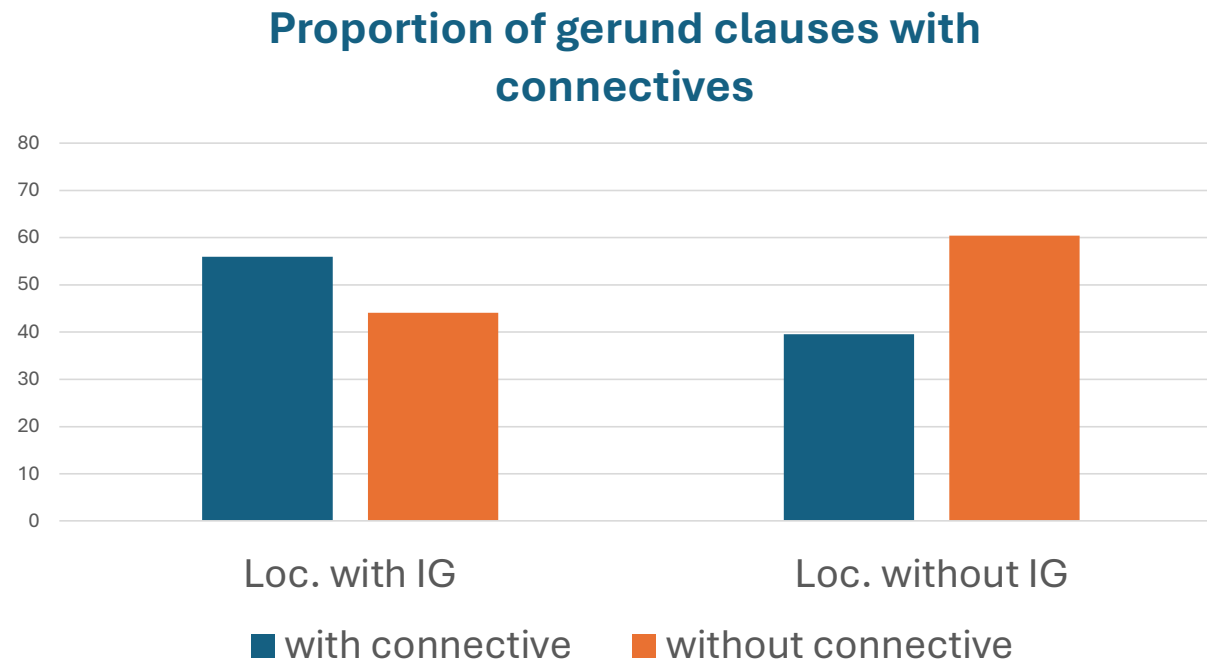 Proportion of gerund clauses with
connectives
80
70
60
50
40
30
20
10
0
Loc. with IG Loc. without IG
with connective without connective